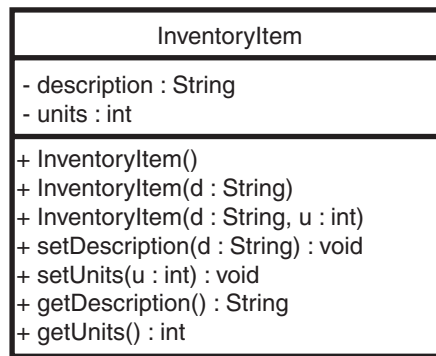 InventoryItem
- description : String
- units : int
+ InventoryItem()
+ InventoryItem(d : String)
+ InventoryItem(d : String, u : int)
+ setDescription(d : String) : void
+ setUnits(u : int) : void
+ getDescription() : String
+ getUnits() : int